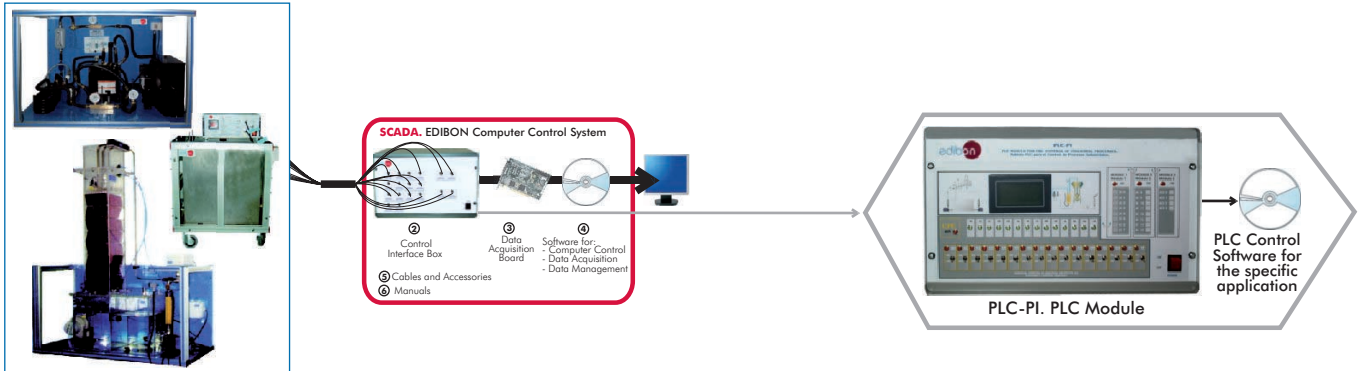 SCADA. EDIBON Computer Control System
②
Control
Interface Box
③
Data
Acquisition
Board
④
Software for:
- Computer Control
- Data Acquisition
- Data Management
⑤ Cables and Accessories
⑥ Manuals
edibon
PLC-PI
PLC-PI. PLC Module
PLC Control
Software for
the specific
application